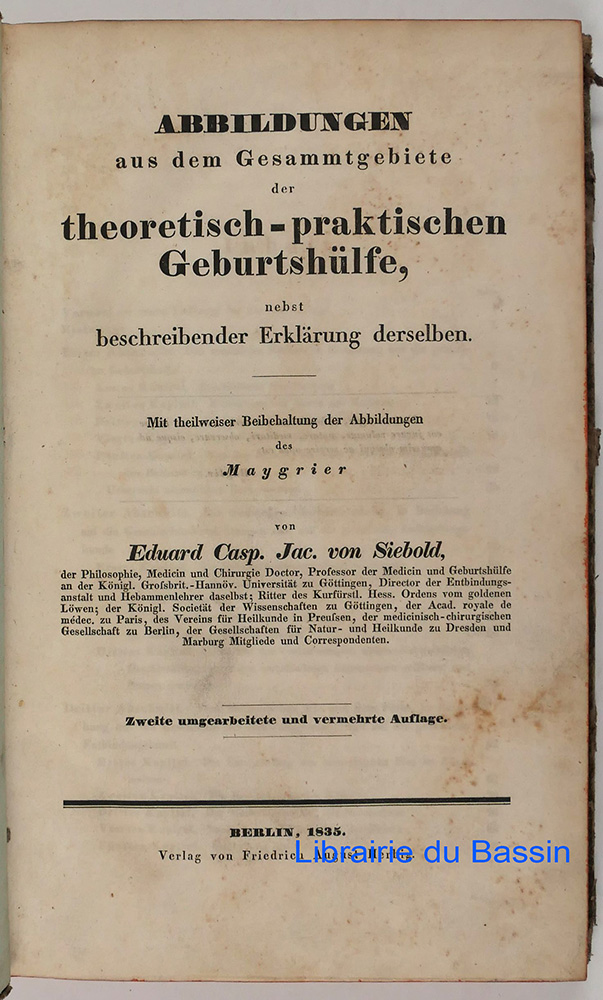 ABBILDUNGEN
aus dem Gesammtgebiete
der
theoretisch-praktischen
Geburtshülfe,
nebst
beschreibender Erklärung derselben.
Mit theilweiser Beibehaltung der Abbildungen
des
Maygrier
von
Eduard Casp. Jac. von Siebold,
der Philosophie, Medicin und Chirurgie Doctor, Professor der Medicin und Geburtshülfe
an der Königl. Grofsbrit.-Hannöv. Universität zu Göttingen, Director der Entbindungs-
anstalt und Hebammenlehrer daselbst; Ritter des Kurfürstl. Hess. Ordens vom goldenen
Löwen; der Königl. Societät der Wissenschaften zu Göttingen, der Acad. royale de
médec. zu Paris, des Vereins für Heilkunde in Preufsen, der medicinisch-chirurgischen
Gesellschaft zu Berlin, der Gesellschaften für Natur- und Heilkunde zu Dresden und
Marburg Mitgliede und Correspondenten.
Zweite umgearbeitete und vermehrte Auflage.
BERLIN, 1835.
Verlag von Friedrich August Herbig.
Librairie du Bassin